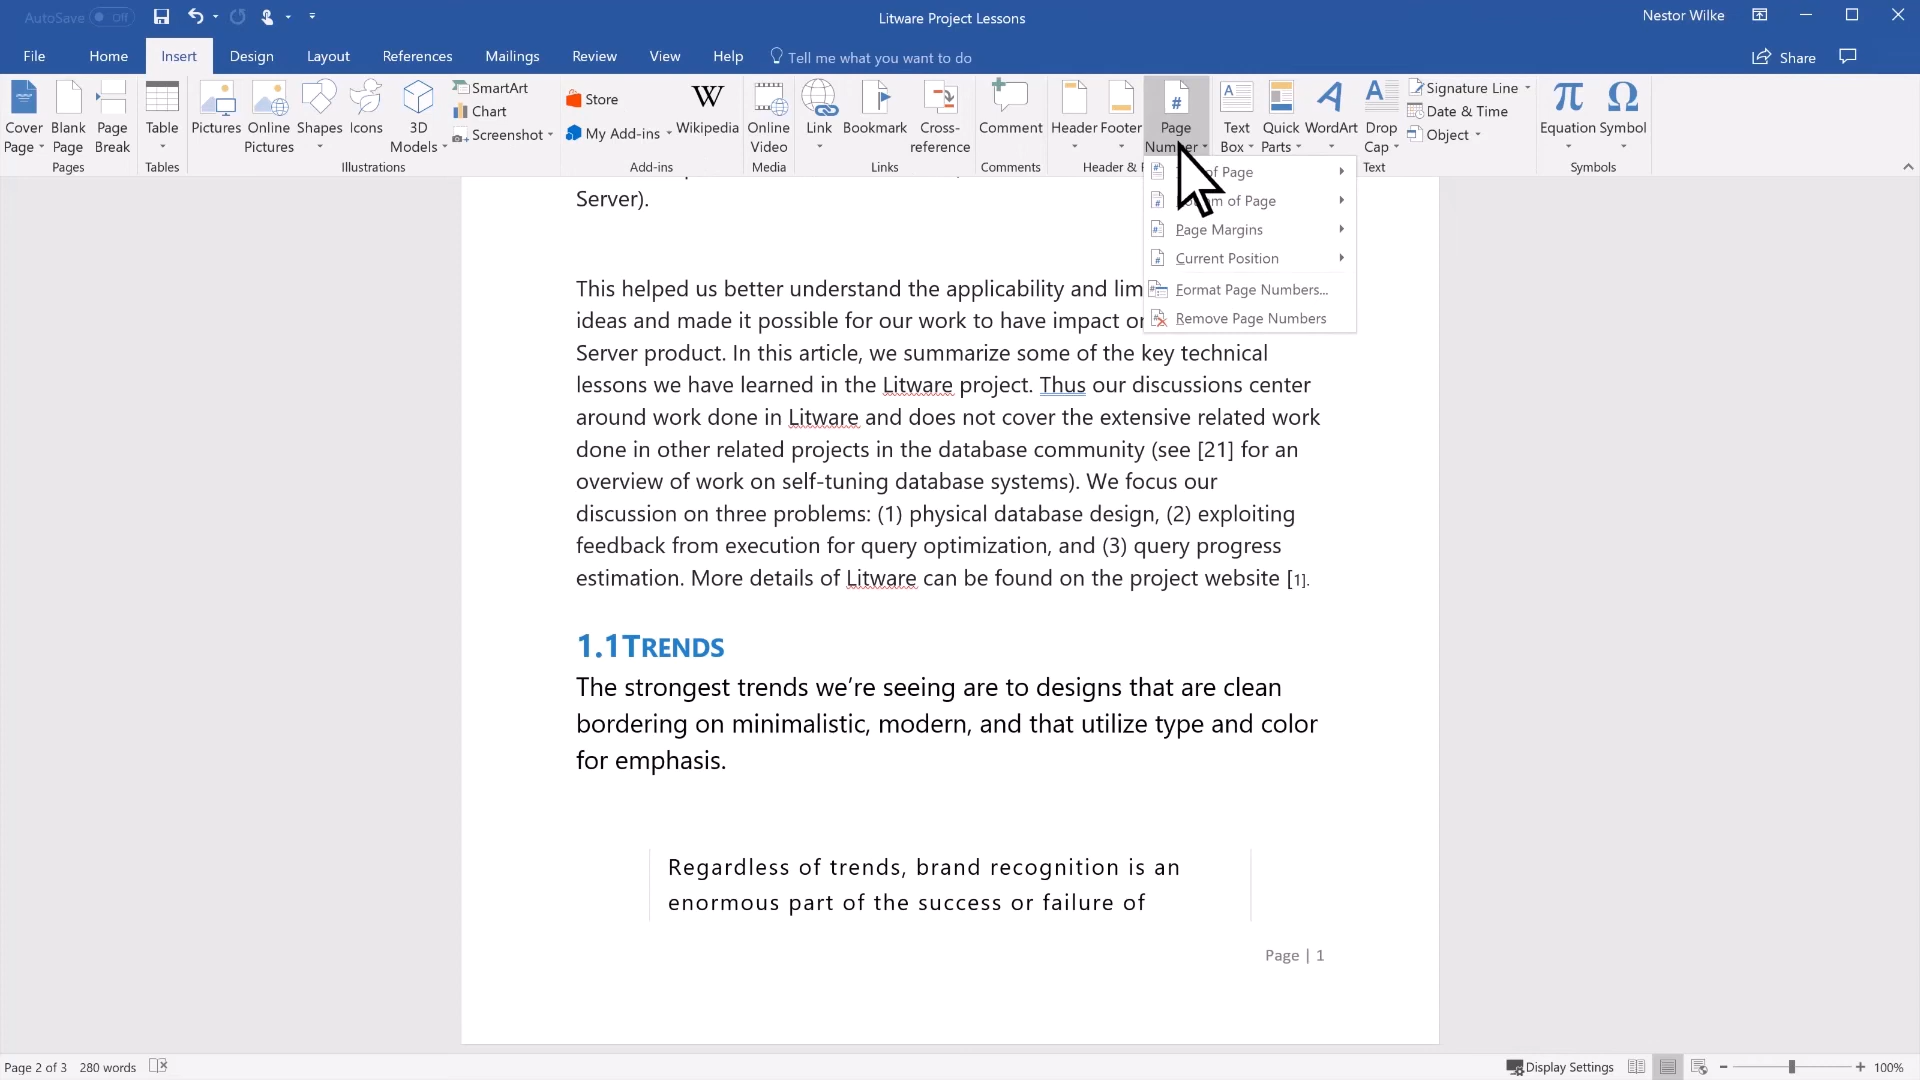 AutoSave Off
Litware Project Lessons
Nestor Wilke
File Home Insert Design Layout References Mailings Review View Help Tell me what you want to do
Share
Cover Page
Blank Page
Page Break
Pages
Table
Tables
Pictures
Online Pictures
Shapes
Icons
3D Models
SmartArt
Chart
Screenshot
Illustrations
Store
My Add-ins
W Wikipedia
Add-ins
Online Video
Media
Link
Bookmark
Cross-reference
Links
Comment
Comments
Header
Footer
Page Number
Header &
Text Box
Quick Parts
WordArt
Drop Cap
Signature Line
Date & Time
Object
Text
π Equation
Ω Symbol
Symbols
of Page
of Page
Page Margins
Current Position
Format Page Numbers...
Remove Page Numbers
Server).
This helped us better understand the applicability and
ideas and made it possible for our work to have impact
Server product. In this article, we summarize some of the key technical
lessons we have learned in the Litware project. Thus our discussions center
around work done in Litware and does not cover the extensive related work
done in other related projects in the database community (see [21] for an
overview of work on self-tuning database systems). We focus our
discussion on three problems: (1) physical database design, (2) exploiting
feedback from execution for query optimization, and (3) query progress
estimation. More details of Litware can be found on the project website [1].
1.1TRENDS
The strongest trends we're seeing are to designs that are clean
bordering on minimalistic, modern, and that utilize type and color
for emphasis.
Regardless of trends, brand recognition is an
enormous part of the success or failure of
Page | 1
Page 2 of 3 280 words
Display Settings
100%